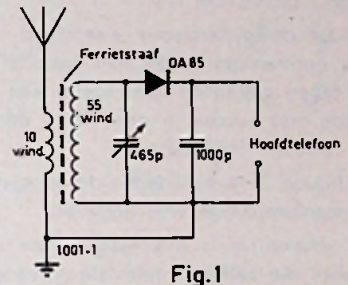 Ferrietstaaf
OA85
55
wind.
10
wind.
465p
1000p
Hoofdtelefoon
1001-1
Fig.1